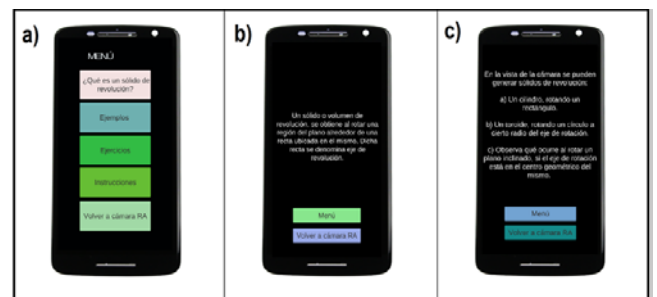 a)
MENÚ
¿Qué es un sólido de
revolución?
Ejemplos
Ejercicios
Instrucciones
Volver a cámara RA
b)
Un sólido o volumen de
revolución, se obtiene al rotar una
región del plano alrededor de una
recta ubicada en el mismo. Dicha
recta se denomina eje de
revolución.
Menú
Volver a cámara RA
c)
En la vista de la cámara se pueden
generar sólidos de revolución:
a) Un cilindro, rotando un
rectángulo.
b) Un toroide, rotando un círculo a
cierto radio del eje de rotación.
c) Observa qué ocurre al rotar un
plano inclinado, si el eje de rotación
está en el centro geométrico del
mismo.
Menú
Volver a cámara RA